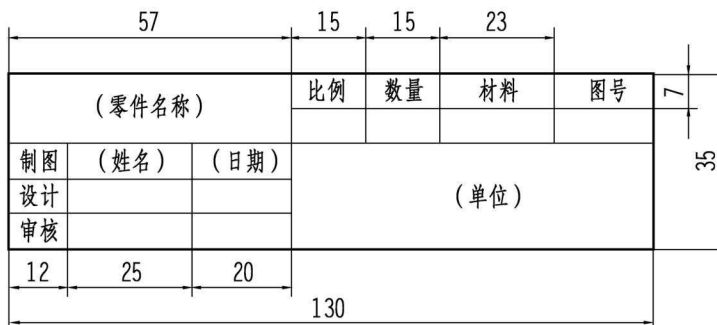 57 15 15 23
(零件名称) 比例 数量 材料 图号 7
制图 (姓名) (日期) (单位) 35
设计
审核
12 25 20
130